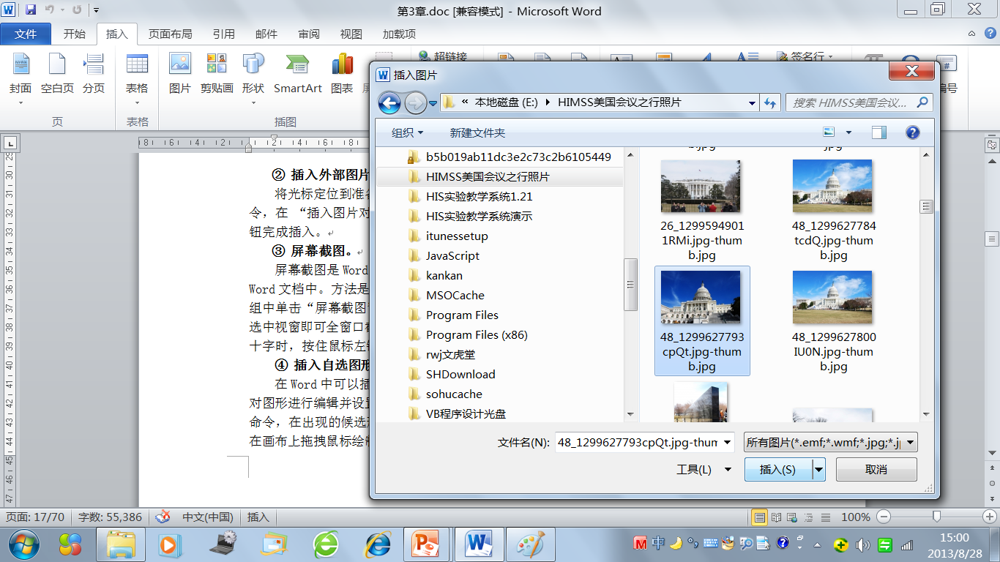 第3章.doc [兼容模式] - Microsoft Word
文件 开始 插入 页面布局 引用 邮件 审阅 视图 加载项
超链接
签名行
封面 空白页 分页 表格 图片 剪贴画 形状 SmartArt 图表
页 表格 插图
插入图片
本地磁盘 (E:) HIMSS美国会议之行照片
搜索 HIMSS美国会议...
组织 新建文件夹
b5b019ab11dc3e2c73c2b6105449
HIMSS美国会议之行照片
HIS实验教学系统1.21
HIS实验教学系统演示
itunessetup
JavaScript
kankan
MSOCache
Program Files
Program Files (x86)
rwj文虎堂
SHDownload
sohucache
VB程序设计光盘
26_1299594901
1RMi.jpg-thum
b.jpg
48_1299627784
tcdQ.jpg-thum
b.jpg
48_1299627793
cpQt.jpg-thum
b.jpg
48_1299627800
IU0N.jpg-thum
b.jpg
文件名(N): 48_1299627793cpQt.jpg-thum
所有图片(*.emf;*.wmf;*.jpg;*.j
工具(L) 插入(S) 取消
② 插入外部图片
将光标定位到准
令，在 “插入图片对
钮完成插入。
③ 屏幕截图。
屏幕截图是 Word
Word 文档中。方法是
组中单击“屏幕截图
选中视窗即可全窗口
十字时，按住鼠标左
④ 插入自选图形
在 Word 中可以插
对图形进行编辑并设
命令，在出现的候选
在画布上拖拽鼠标绘
页面: 17/70 字数: 55,386 中文(中国) 插入 100%
中
15:00
2013/8/28